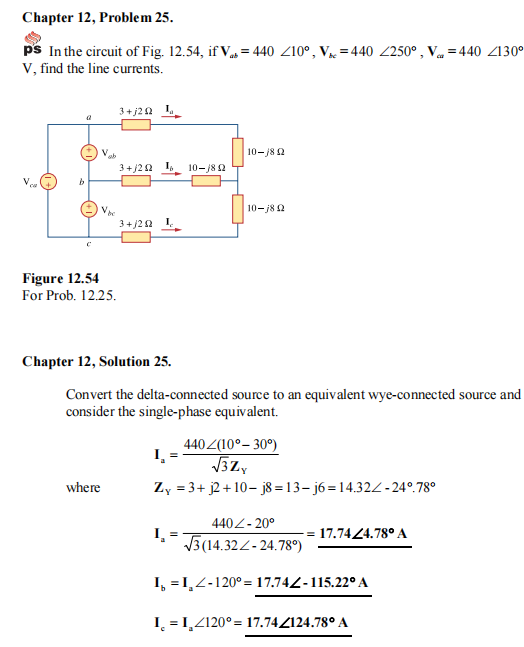 Chapter 12, Problem 25.
ps In the circuit of Fig. 12.54, if V_ab = 440 ∠10°, V_bc = 440 ∠250°, V_ca = 440 ∠130°
V, find the line currents.
a 3 + j2 Ω I_a
10 – j8 Ω
V_ab
3 + j2 Ω I_b 10 – j8 Ω
V_ca b
V_bc 10 – j8 Ω
3 + j2 Ω I_c
c
Figure 12.54
For Prob. 12.25.
Chapter 12, Solution 25.
Convert the delta-connected source to an equivalent wye-connected source and
consider the single-phase equivalent.
I_a = 440∠(10° – 30°) / √3 Z_Y
where Z_Y = 3 + j2 + 10 – j8 = 13 – j6 = 14.32∠ - 24°.78°
I_a = 440∠ - 20° / √3 (14.32∠ - 24.78°) = 17.74∠4.78° A
I_b = I_a∠ -120° = 17.74∠-115.22° A
I_c = I_a∠120° = 17.74∠124.78° A